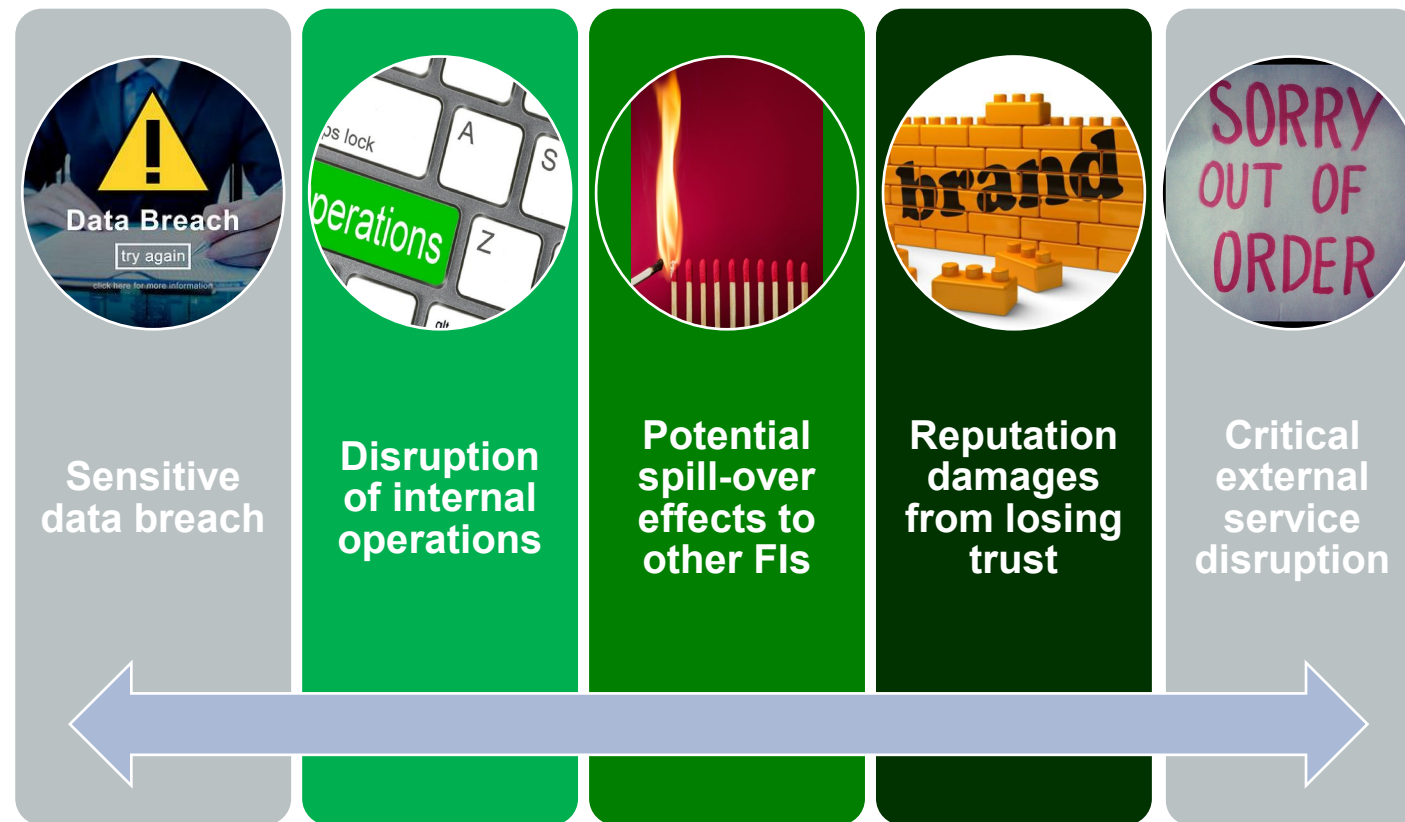 Data Breach
try again
click here for more information
Sensitive
data breach
ps lock
A
S
perations
Z
alt
Disruption
of internal
operations
Potential
spill-over
effects to
other FIs
brand
Reputation
damages
from losing
trust
SORRY
OUT OF
ORDER
Critical
external
service
disruption